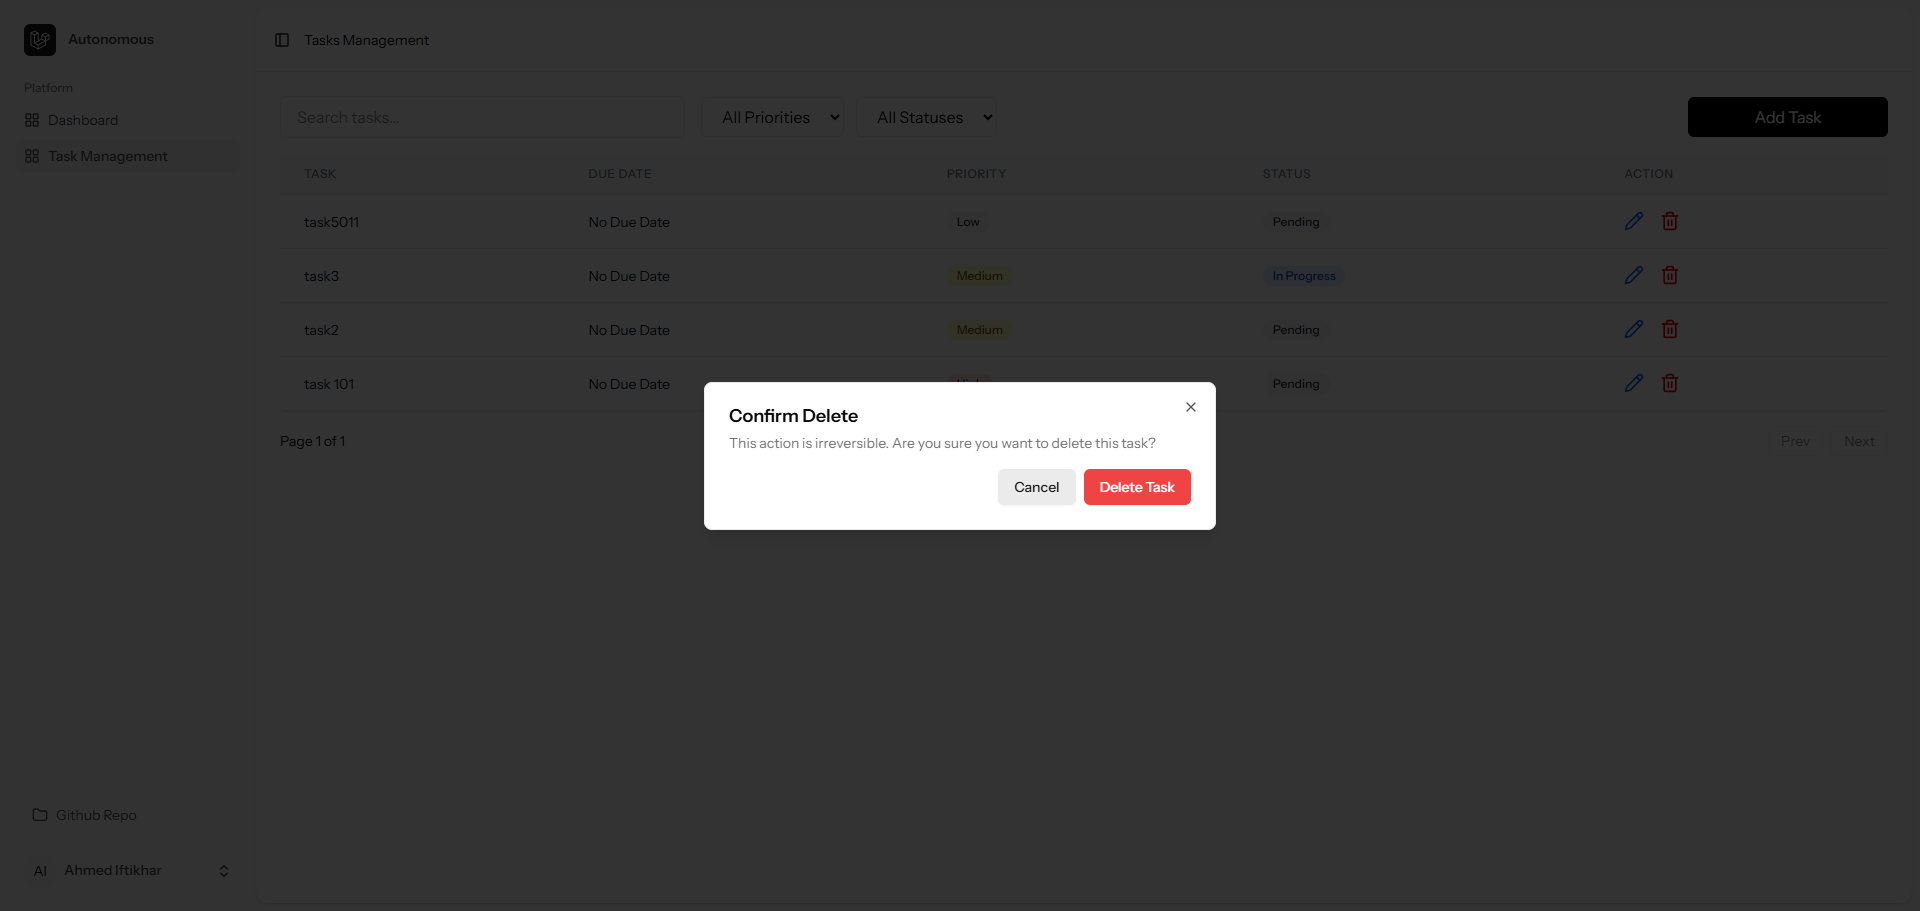 Autonomous
Tasks Management
Platform
Dashboard
Task Management
Search tasks...
All Priorities
All Statuses
Add Task
TASK DUE DATE PRIORITY STATUS ACTION
task5011 No Due Date Low Pending
task3 No Due Date Medium In Progress
task2 No Due Date Medium Pending
task 101 No Due Date Pending
Page 1 of 1
Prev Next
Confirm Delete
This action is irreversible. Are you sure you want to delete this task?
Cancel Delete Task
Github Repo
AI Ahmed Iftikhar